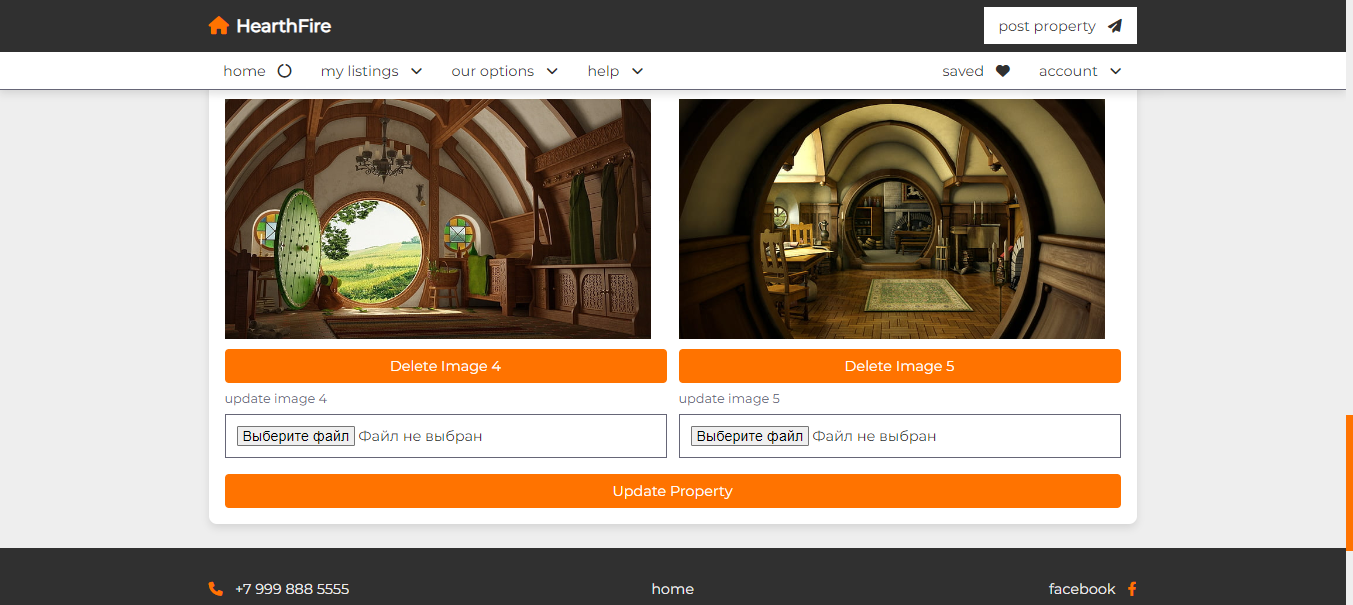 HearthFire
post property
home
my listings
our options
help
saved
account
Delete Image 4
Delete Image 5
update image 4
update image 5
Выберите файл Файл не выбран
Выберите файл Файл не выбран
Update Property
+7 999 888 5555
home
facebook